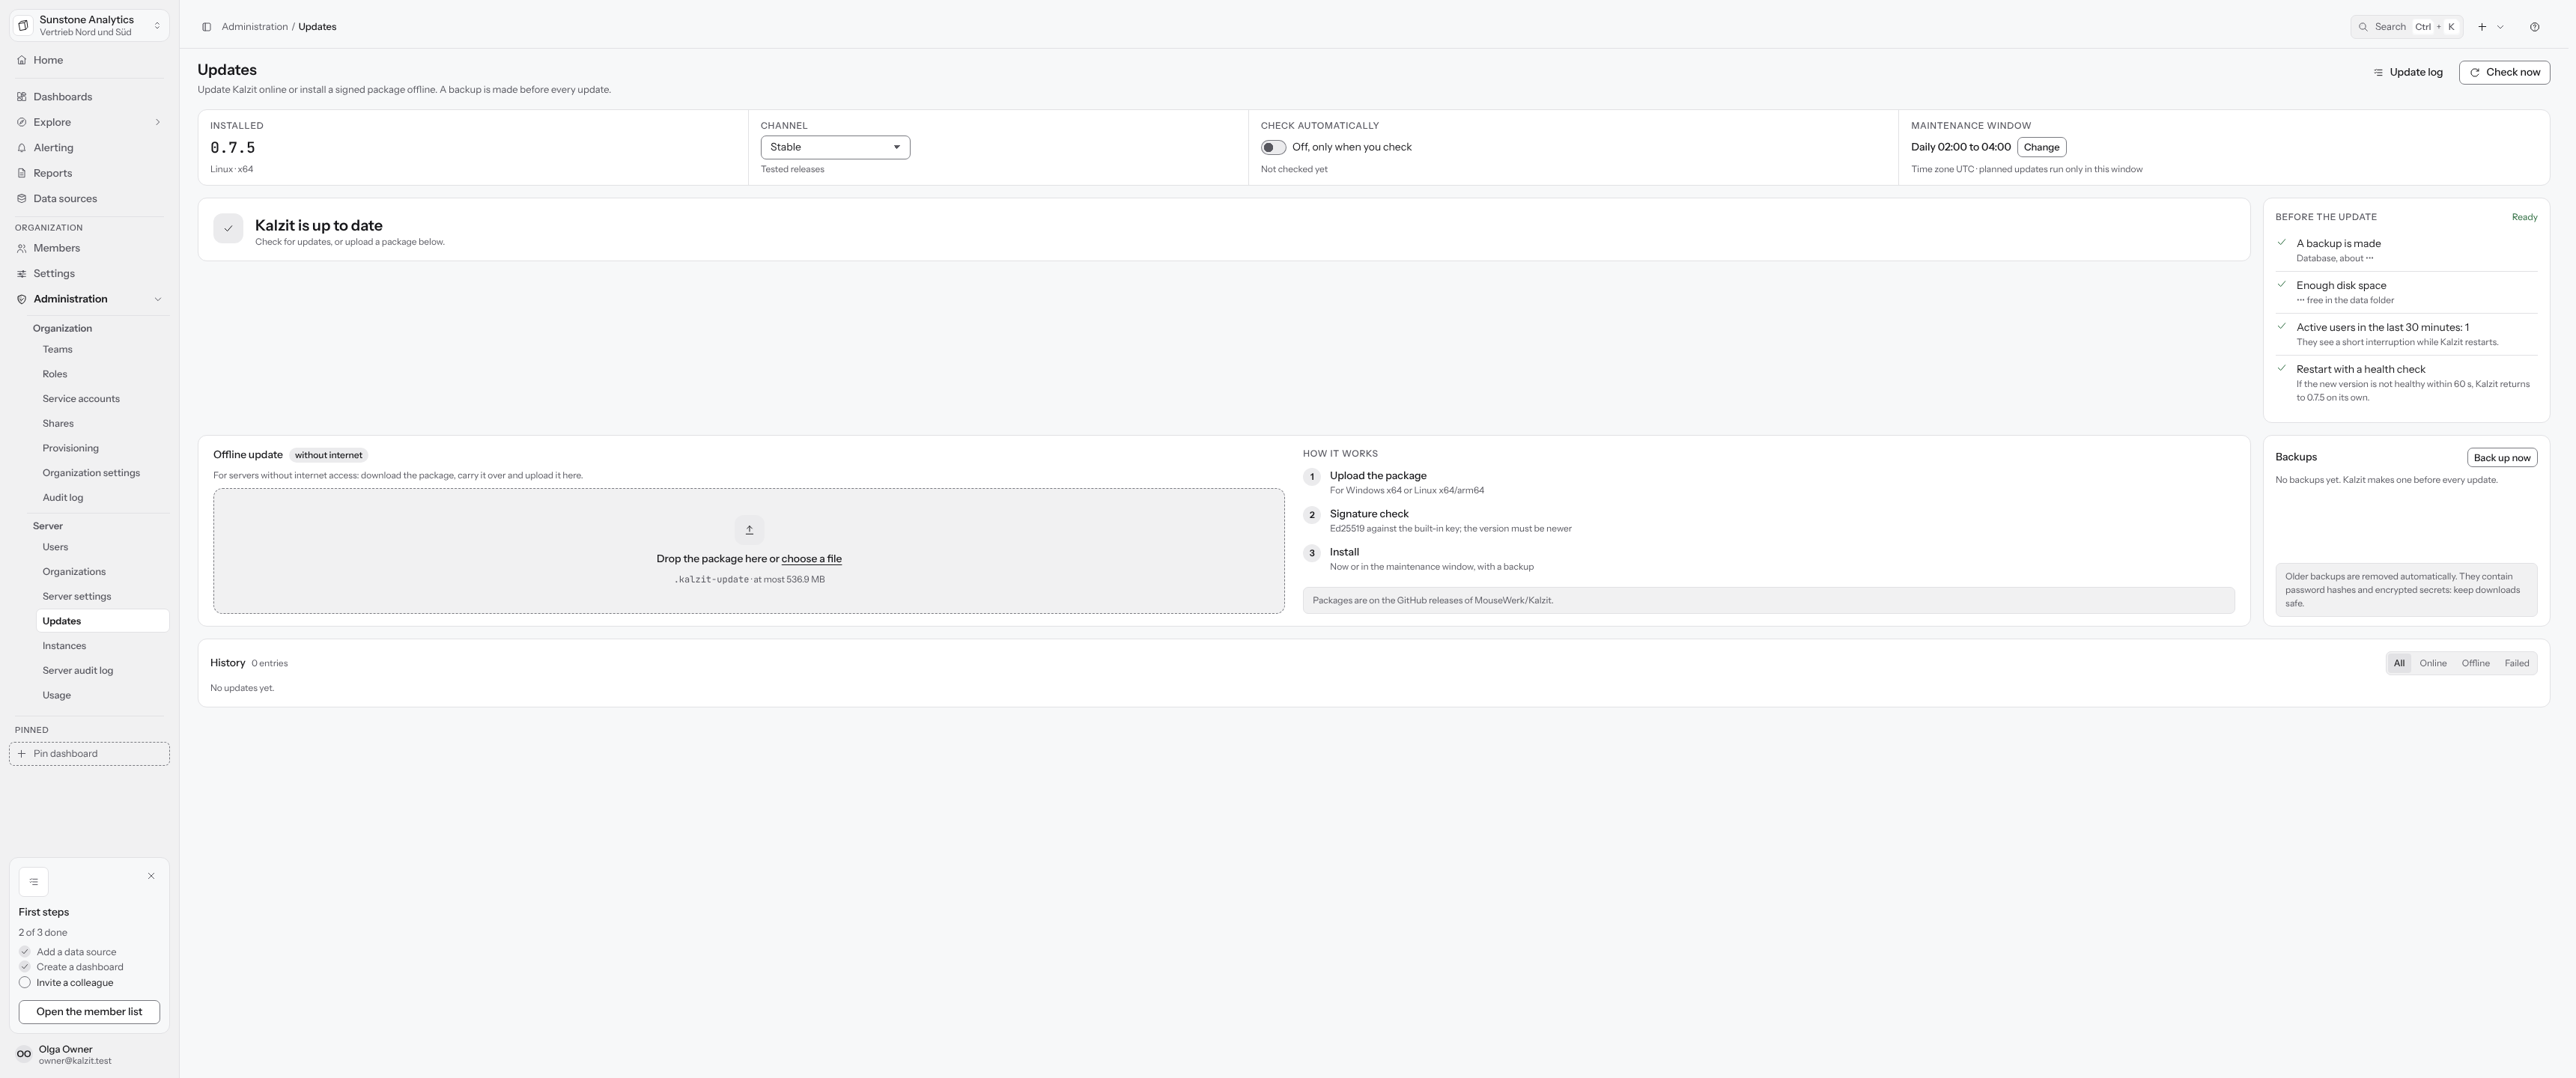 Sunstone Analytics
Vertrieb Nord und Süd
Home
Dashboards
Explore
Alerting
Reports
Data sources
ORGANIZATION
Members
Settings
Administration
Organization
Teams
Roles
Service accounts
Shares
Provisioning
Organization settings
Audit log
Server
Users
Organizations
Server settings
Updates
Instances
Server audit log
Usage
PINNED
Pin dashboard
First steps
2 of 3 done
Add a data source
Create a dashboard
Invite a colleague
Open the member list
OO
Olga Owner
owner@kalzit.test
Administration / Updates
Search Ctrl + K
Updates
Update Kalzit online or install a signed package offline. A backup is made before every update.
Update log
Check now
INSTALLED
0.7.5
Linux · x64
CHANNEL
Stable
Tested releases
CHECK AUTOMATICALLY
Off, only when you check
Not checked yet
MAINTENANCE WINDOW
Daily 02:00 to 04:00 Change
Time zone UTC · planned updates run only in this window
Kalzit is up to date
Check for updates, or upload a package below.
BEFORE THE UPDATE Ready
A backup is made
Database, about ···
Enough disk space
··· free in the data folder
Active users in the last 30 minutes: 1
They see a short interruption while Kalzit restarts.
Restart with a health check
If the new version is not healthy within 60 s, Kalzit returns
to 0.7.5 on its own.
Offline update without internet
For servers without internet access: download the package, carry it over and upload it here.
Drop the package here or choose a file
.kalzit-update · at most 536.9 MB
HOW IT WORKS
1 Upload the package
For Windows x64 or Linux x64/arm64
2 Signature check
Ed25519 against the built-in key; the version must be newer
3 Install
Now or in the maintenance window, with a backup
Packages are on the GitHub releases of MouseWerk/Kalzit.
Backups Back up now
No backups yet. Kalzit makes one before every update.
Older backups are removed automatically. They contain
password hashes and encrypted secrets: keep downloads
safe.
History 0 entries
All Online Offline Failed
No updates yet.